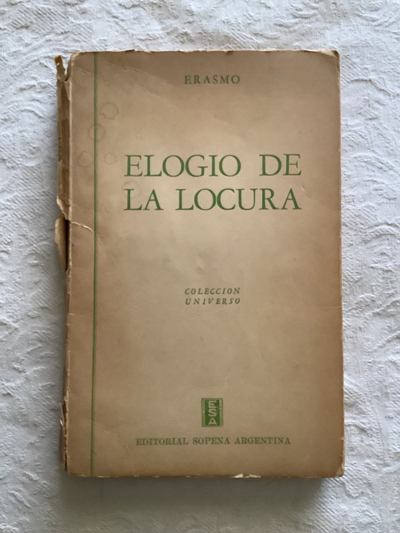 ERASMO
ELOGIO DE
LA LOCURA
COLECCION
UNIVERSO
ESA
EDITORIAL SOPENA ARGENTINA